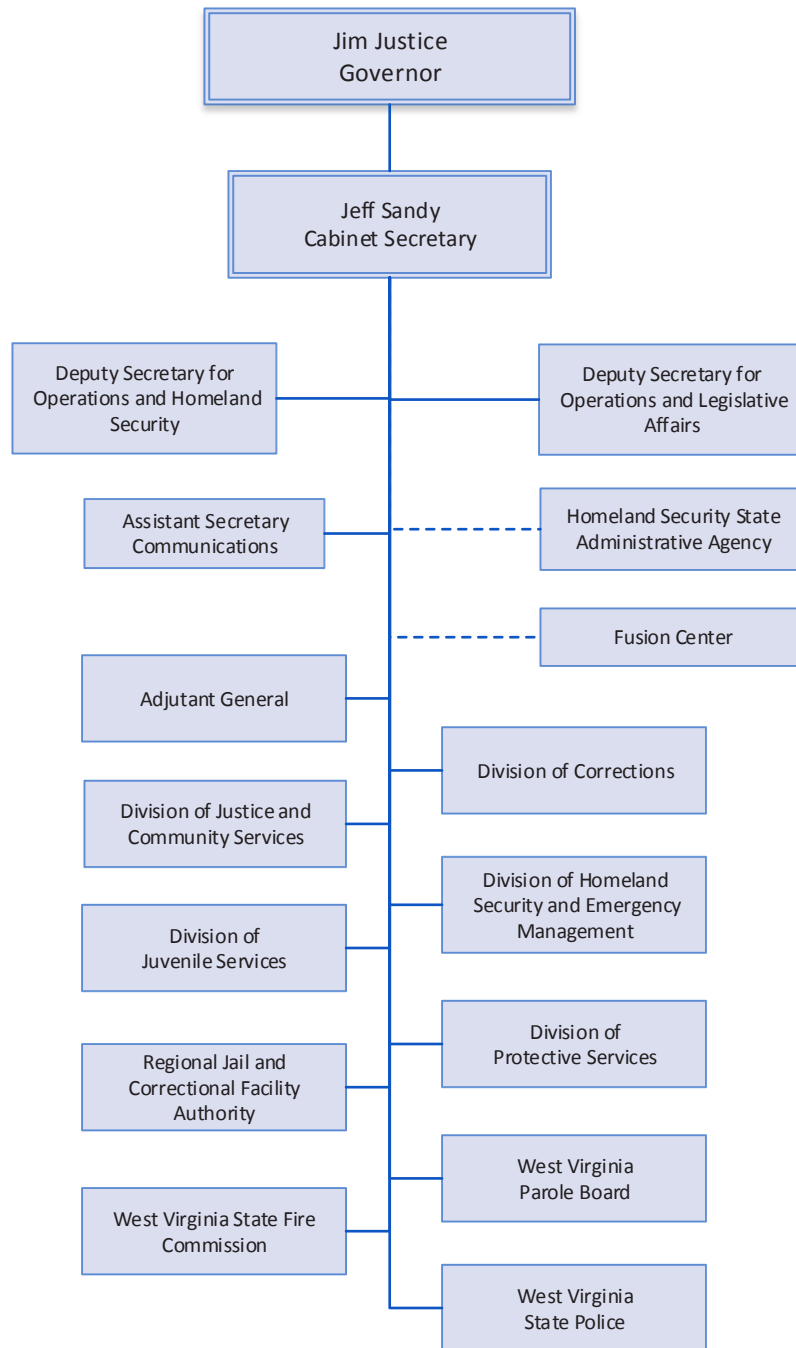 Jim Justice
Governor
Jeff Sandy
Cabinet Secretary
Deputy Secretary for
Operations and Homeland
Security
Deputy Secretary for
Operations and Legislative
Affairs
Assistant Secretary
Communications
Homeland Security State
Administrative Agency
Fusion Center
Adjutant General
Division of Corrections
Division of Justice and
Community Services
Division of Homeland
Security and Emergency
Management
Division of
Juvenile Services
Division of
Protective Services
Regional Jail and
Correctional Facility
Authority
West Virginia
Parole Board
West Virginia State Fire
Commission
West Virginia
State Police